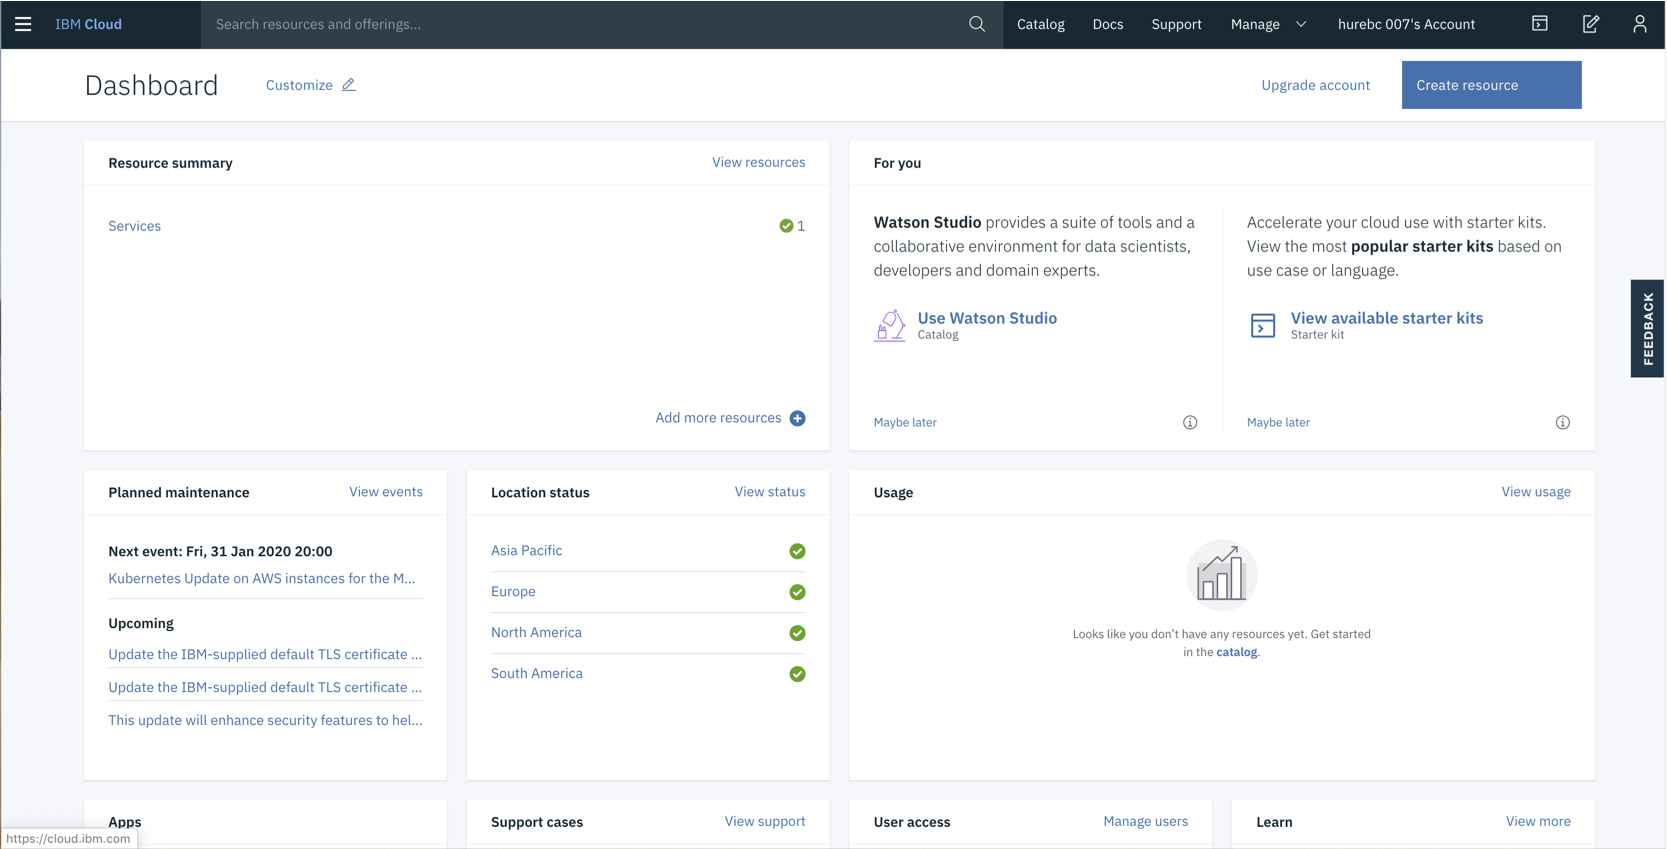 IBM Cloud
Search resources and offerings...
Catalog
Docs
Support
Manage
hurebc 007's Account
Dashboard
Customize
Upgrade account
Create resource
Resource summary
View resources
Services
1
Add more resources
For you
Watson Studio provides a suite of tools and a
collaborative environment for data scientists,
developers and domain experts.
Use Watson Studio
Catalog
Maybe later
Accelerate your cloud use with starter kits.
View the most popular starter kits based on
use case or language.
View available starter kits
Starter kit
Maybe later
FEEDBACK
Planned maintenance
View events
Next event: Fri, 31 Jan 2020 20:00
Kubernetes Update on AWS instances for the M...
Upcoming
Update the IBM-supplied default TLS certificate ...
Update the IBM-supplied default TLS certificate ...
This update will enhance security features to hel...
Location status
View status
Asia Pacific
Europe
North America
South America
Usage
View usage
Looks like you don't have any resources yet. Get started
in the catalog.
Apps
Support cases
View support
User access
Manage users
Learn
View more
https://cloud.ibm.com